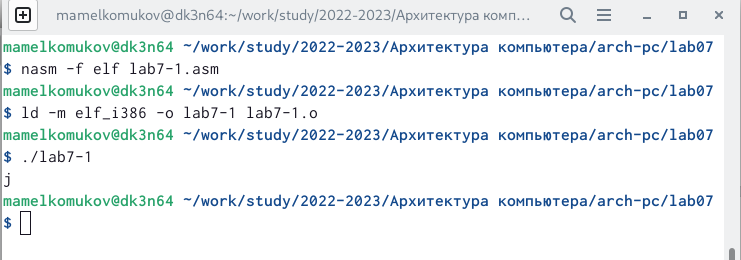 mamelkomukov@dk3n64:~/work/study/2022-2023/Архитектура комп...
mamelkomukov@dk3n64 ~/work/study/2022-2023/Архитектура компьютера/arch-pc/lab07
$ nasm -f elf lab7-1.asm
mamelkomukov@dk3n64 ~/work/study/2022-2023/Архитектура компьютера/arch-pc/lab07
$ ld -m elf_i386 -o lab7-1 lab7-1.o
mamelkomukov@dk3n64 ~/work/study/2022-2023/Архитектура компьютера/arch-pc/lab07
$ ./lab7-1
j
mamelkomukov@dk3n64 ~/work/study/2022-2023/Архитектура компьютера/arch-pc/lab07
$